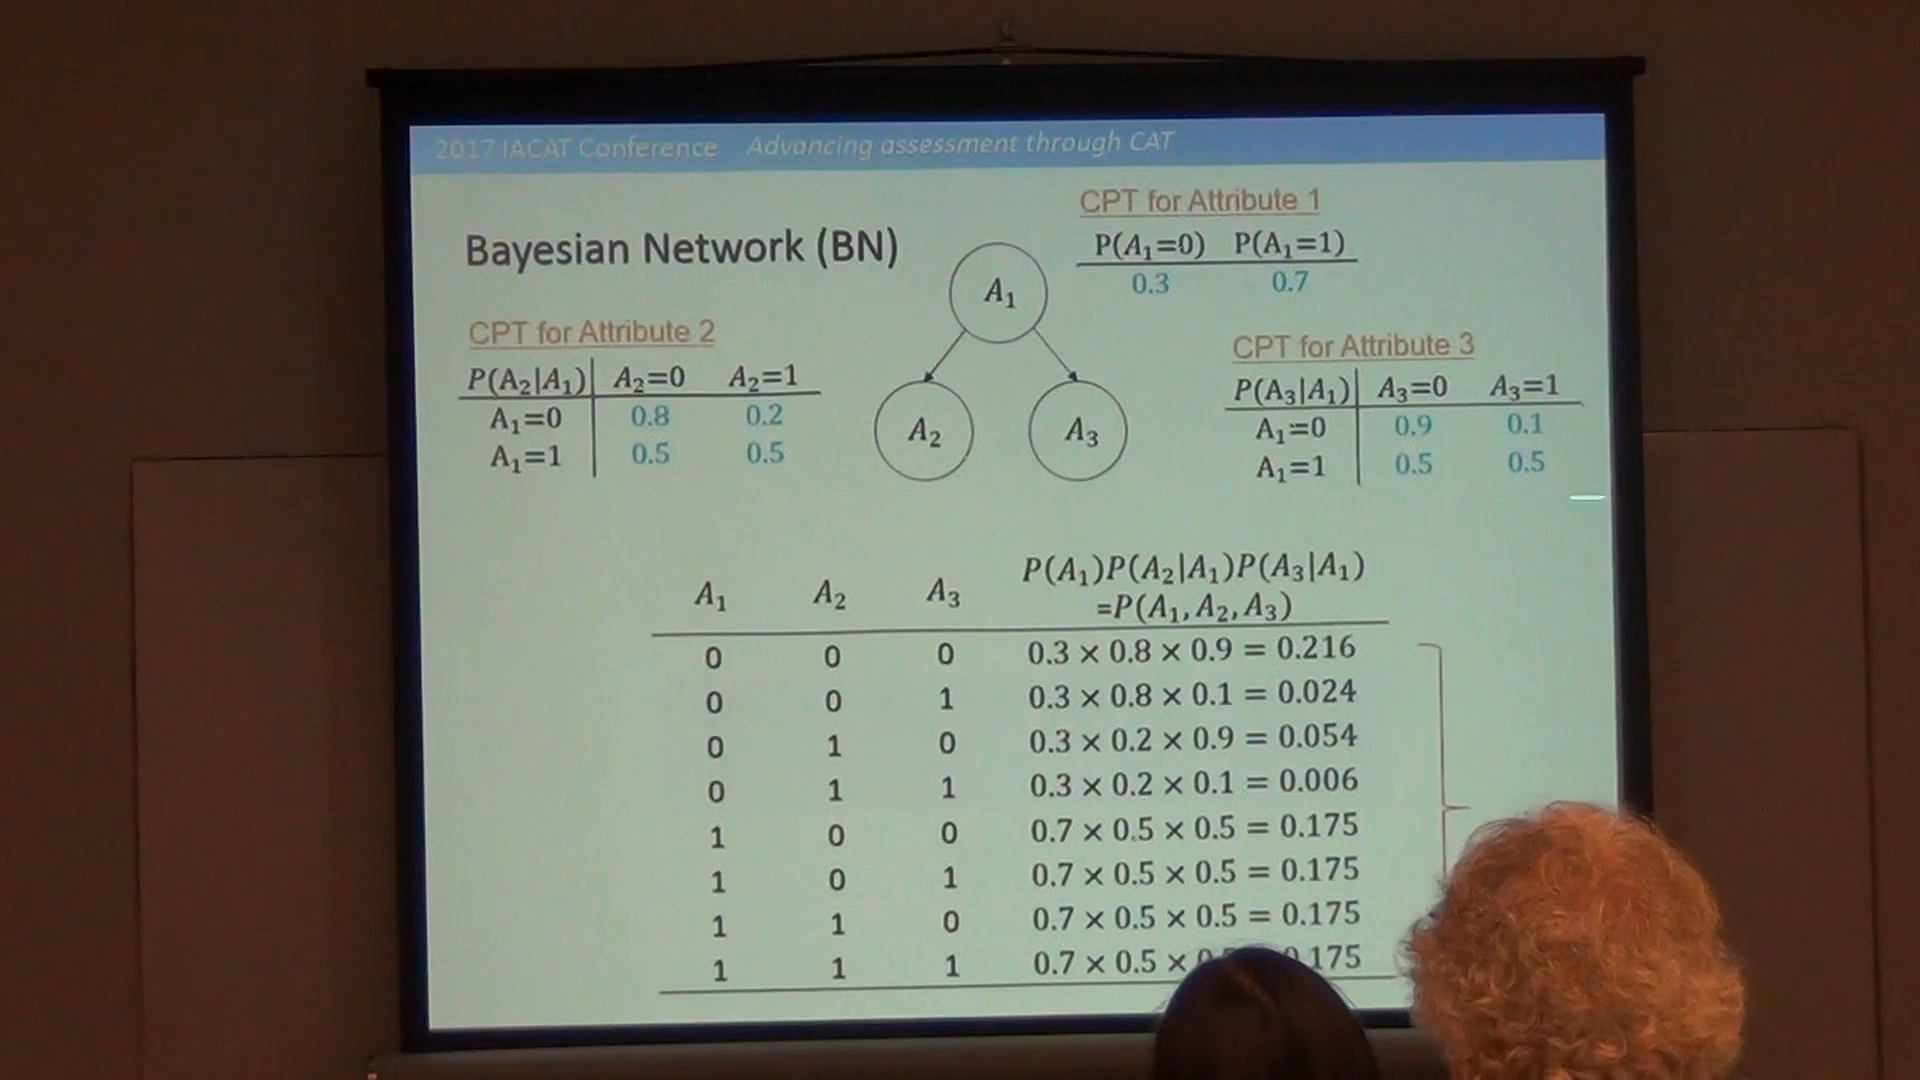 2017 IACAT Conference Advancing assessment through CAT
Bayesian Network (BN)
CPT for Attribute 1
P(A₁=0) P(A₁=1)
0.3 0.7
A₁
A₂ A₃
CPT for Attribute 2
P(A₂|A₁) A₂=0 A₂=1
A₁=0 0.8 0.2
A₁=1 0.5 0.5
CPT for Attribute 3
P(A₃|A₁) A₃=0 A₃=1
A₁=0 0.9 0.1
A₁=1 0.5 0.5
A₁ A₂ A₃ P(A₁)P(A₂|A₁)P(A₃|A₁)
=P(A₁, A₂, A₃)
0 0 0 0.3 × 0.8 × 0.9 = 0.216
0 0 1 0.3 × 0.8 × 0.1 = 0.024
0 1 0 0.3 × 0.2 × 0.9 = 0.054
0 1 1 0.3 × 0.2 × 0.1 = 0.006
1 0 0 0.7 × 0.5 × 0.5 = 0.175
1 0 1 0.7 × 0.5 × 0.5 = 0.175
1 1 0 0.7 × 0.5 × 0.5 = 0.175
1 1 1 0.7 × 0.5 × 0.175